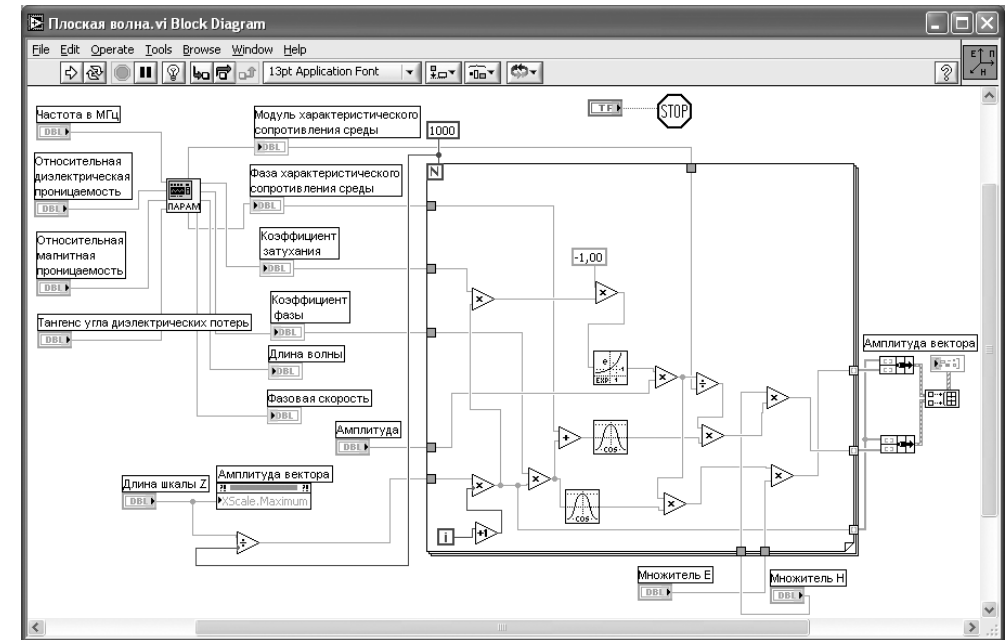 Плоская волна.vi Block Diagram
File Edit Operate Tools Browse Window Help
13pt Application Font
E П
H
Частота в МГц
DBL
Относительная
диэлектрическая
проницаемость
DBL
Относительная
магнитная
проницаемость
DBL
Тангенс угла диэлектрических потерь
DBL
ПАРАМ
Модуль характеристического
сопротивления среды
DBL
Фаза характеристического
сопротивления среды
DBL
Коэффициент
затухания
DBL
Коэффициент
фазы
DBL
Длина волны
DBL
Фазовая скорость
DBL
Амплитуда
DBL
Длина шкалы Z
DBL
Амплитуда вектора
XScale.Maximum
1000
N
TF
STOP
-1,00
EXP
COS
COS
i
+1
Амплитуда вектора
Множитель E
DBL
Множитель H
DBL